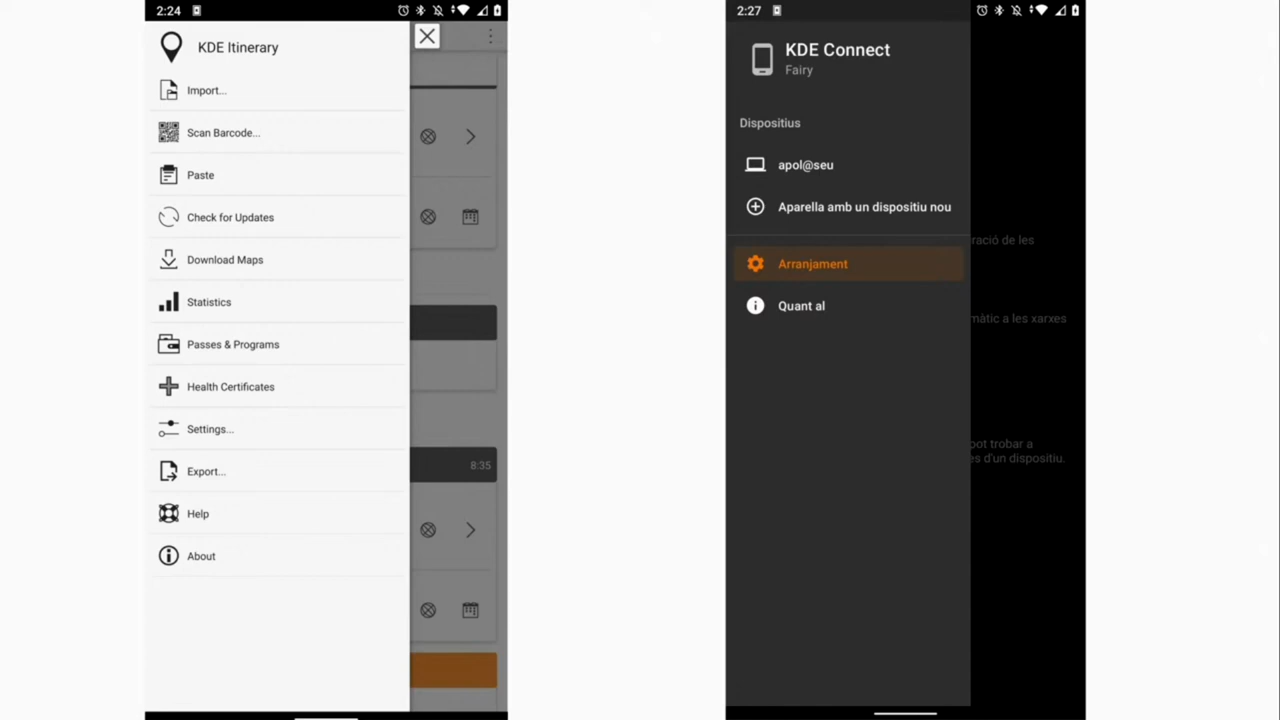 2:24
KDE Itinerary
Import...
Scan Barcode...
Paste
Check for Updates
Download Maps
Statistics
Passes & Programs
Health Certificates
Settings...
Export...
Help
About
8:35
2:27
KDE Connect
Fairy
Dispositius
apol@seu
Aparella amb un dispositiu nou
Arranjament
Quant al
ració de les
màtic a les xarxes
pot trobar a
es d'un dispositiu.